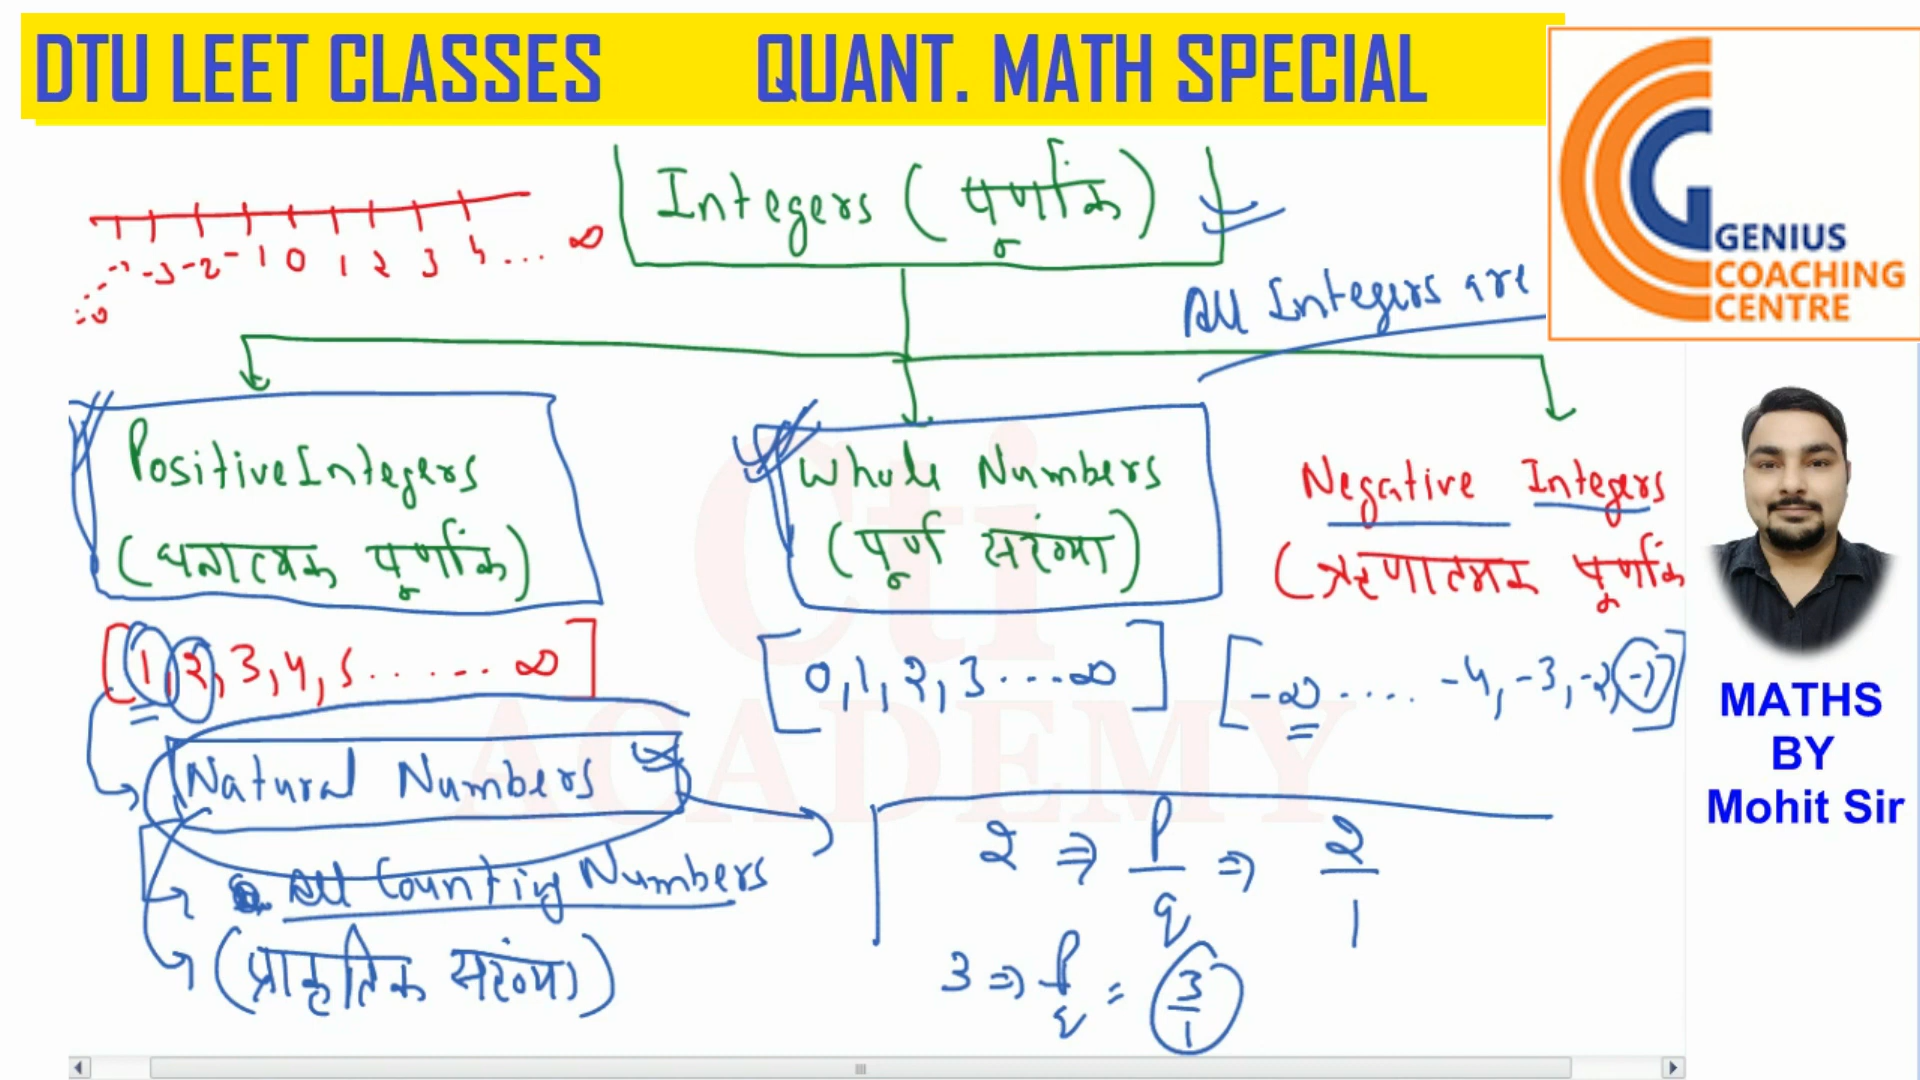 DTU LEET CLASSES QUANT. MATH SPECIAL
GENIUS
COACHING
CENTRE
Integers (पूर्णांक)
-3 -2 -1 0 1 2 3 4 ... ∞
All Integers are
Positive Integers
(धनात्मक पूर्णांक)
Whole Numbers
(पूर्ण संख्या)
Negative Integers
(ऋणात्मक पूर्णांक
[1, 2, 3, 4, 5 ...... ∞]
[0, 1, 2, 3 ... ∞]
[-∞ .... -4, -3, -2, -1]
Natural Numbers
All Counting Numbers
(प्राकृतिक संख्या)
2 ⇒ p/q ⇒ 2/1
3 ⇒ p/q = 3/1
Cti
ACADEMY
MATHS
BY
Mohit Sir